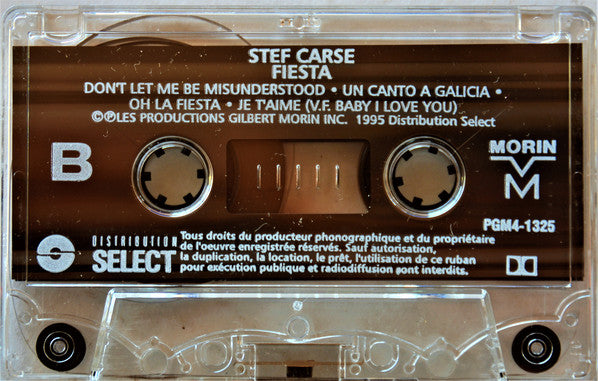 STEF CARSE
FIESTA
DON'T LET ME BE MISUNDERSTOOD • UN CANTO A GALICIA •
OH LA FIESTA • JE T'AIME (V.F. BABY I LOVE YOU)
©℗LES PRODUCTIONS GILBERT MORIN INC. 1995 Distribution Select
B
MORIN
M
PGM4-1325
DISTRIBUTION
SELECT
Tous droits du producteur phonographique et du propriétaire
de l'oeuvre enregistrée réservés. Sauf autorisation,
la duplication, la location, le prêt, l'utilisation de ce ruban
pour exécution publique et radiodiffusion sont interdits.